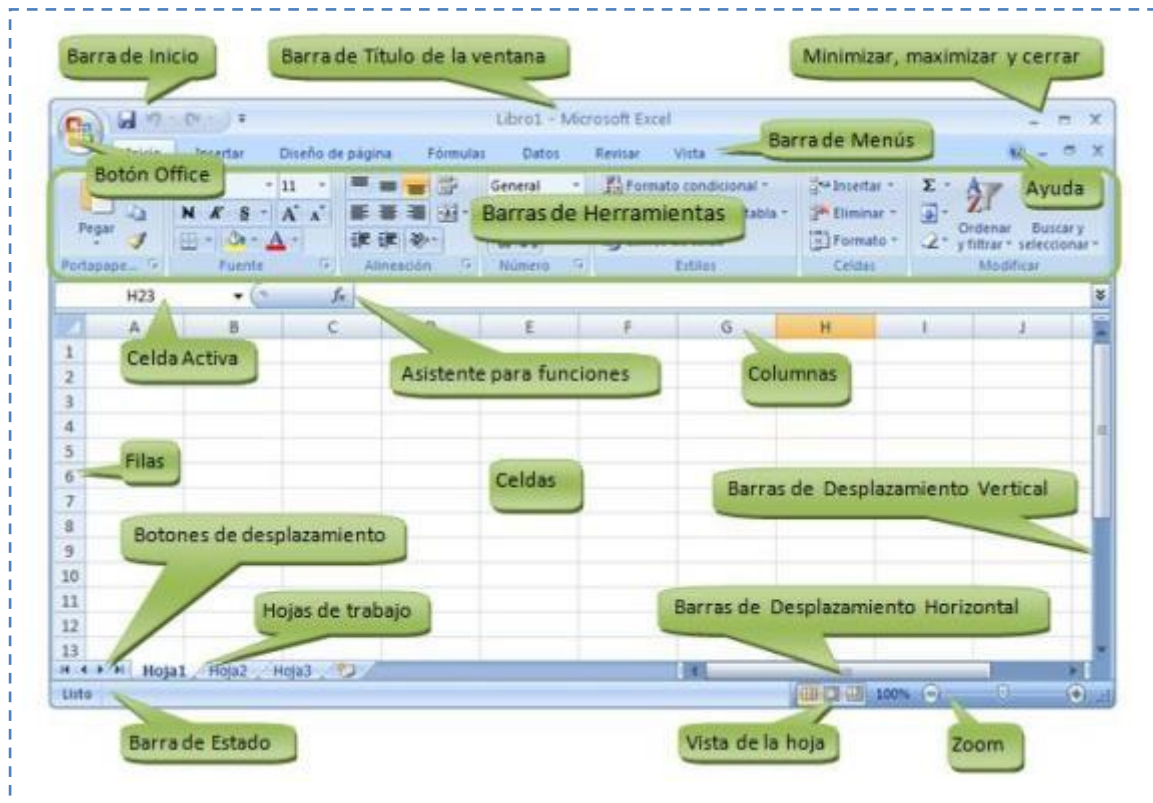 Barra de Inicio Barra de Título de la ventana Minimizar, maximizar y cerrar
Libro1 - Microsoft Excel
Barra de Menús
Inicio Insertar Diseño de página Fórmulas Datos Revisar Vista
Botón Office
11 General Formato condicional Insertar Σ Ayuda
Barras de Herramientas
Pegar N K S A A tabla Eliminar Ordenar y filtrar Buscar y seleccionar
A Formato
Portapape... Fuente Alineación Número Estilos Celdas Modificar
H23 fx
A B C E F G H I J
1
Celda Activa Asistente para funciones Columnas
2
3
4
5
Filas
6
Celdas Barras de Desplazamiento Vertical
7
8
Botones de desplazamiento
9
10
11
Hojas de trabajo Barras de Desplazamiento Horizontal
12
13
Hoja1 Hoja2 Hoja3
Listo 100%
Barra de Estado Vista de la hoja Zoom